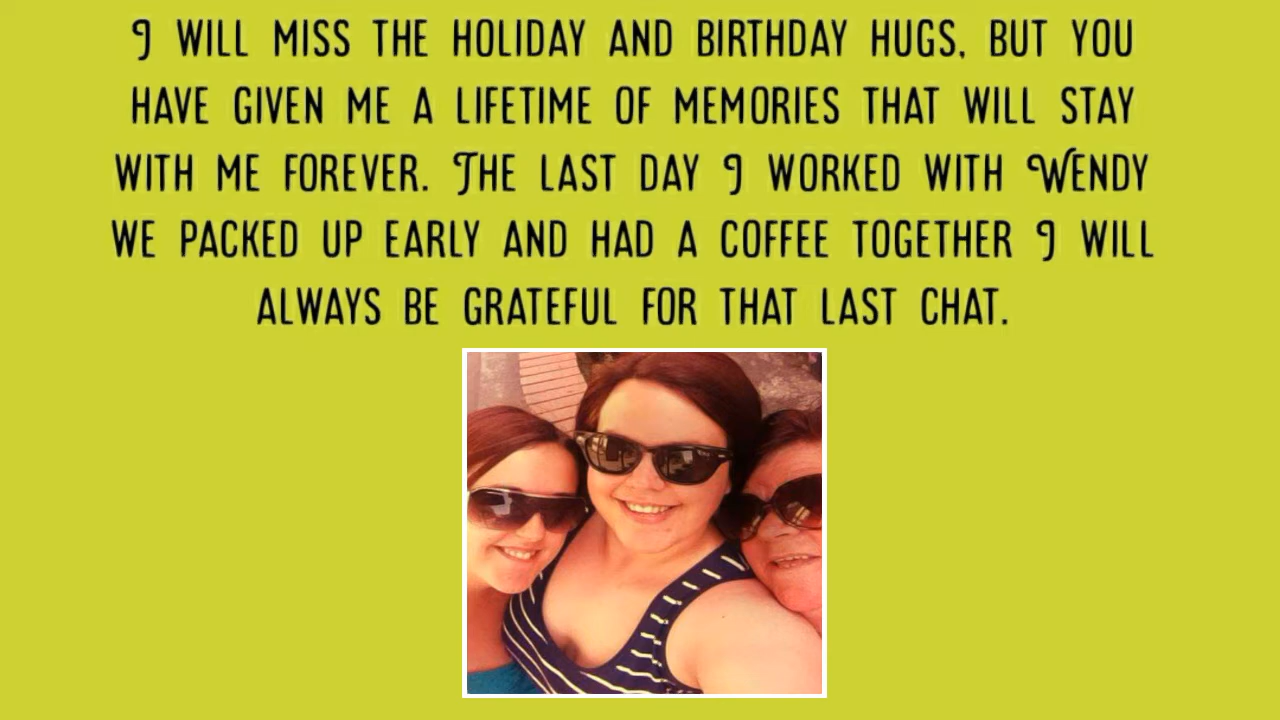 I WILL MISS THE HOLIDAY AND BIRTHDAY HUGS, BUT YOU
HAVE GIVEN ME A LIFETIME OF MEMORIES THAT WILL STAY
WITH ME FOREVER. THE LAST DAY I WORKED WITH WENDY
WE PACKED UP EARLY AND HAD A COFFEE TOGETHER I WILL
ALWAYS BE GRATEFUL FOR THAT LAST CHAT.